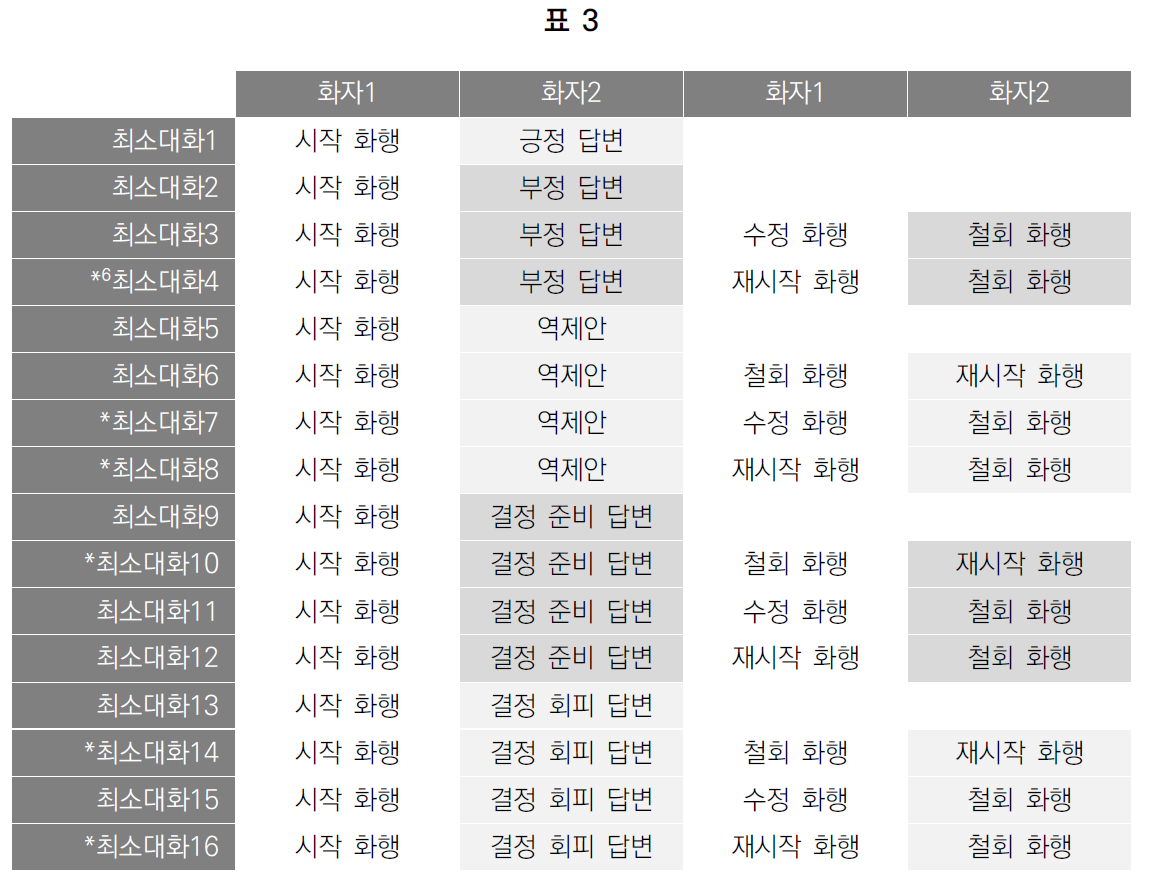 표 3
화자1 화자2 화자1 화자2
최소대화1 시작 화행 긍정 답변
최소대화2 시작 화행 부정 답변
최소대화3 시작 화행 부정 답변 수정 화행 철회 화행
*6최소대화4 시작 화행 부정 답변 재시작 화행 철회 화행
최소대화5 시작 화행 역제안
최소대화6 시작 화행 역제안 철회 화행 재시작 화행
*최소대화7 시작 화행 역제안 수정 화행 철회 화행
*최소대화8 시작 화행 역제안 재시작 화행 철회 화행
최소대화9 시작 화행 결정 준비 답변
*최소대화10 시작 화행 결정 준비 답변 철회 화행 재시작 화행
최소대화11 시작 화행 결정 준비 답변 수정 화행 철회 화행
최소대화12 시작 화행 결정 준비 답변 재시작 화행 철회 화행
최소대화13 시작 화행 결정 회피 답변
*최소대화14 시작 화행 결정 회피 답변 철회 화행 재시작 화행
최소대화15 시작 화행 결정 회피 답변 수정 화행 철회 화행
*최소대화16 시작 화행 결정 회피 답변 재시작 화행 철회 화행